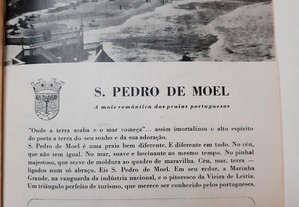 S. PEDRO DE MOEL
A mais romântica das praias portuguesas
"Onde a terra acaba e o mar começa"... assim imortalizou o alto espírito
do poeta a terra do seu sonho e da sua adoração.
S. Pedro de Moel é uma praia bem diferente. E diferente em tudo. No céu,
que não tem igual. No mar, suave e fascinante ao mesmo tempo. No pinhal
majestoso, que serve de moldura ao quadro de maravilha. Céu, mar, terra —
ligados num só abraço. Eis S. Pedro de Moel. Em seu redor, a Marinha
Grande, na vanguarda da indústria nacional, e o pitoresco da Vieira de Leiria.
Um triângulo perfeito de turismo, que merece ser conhecido pelos portugueses.